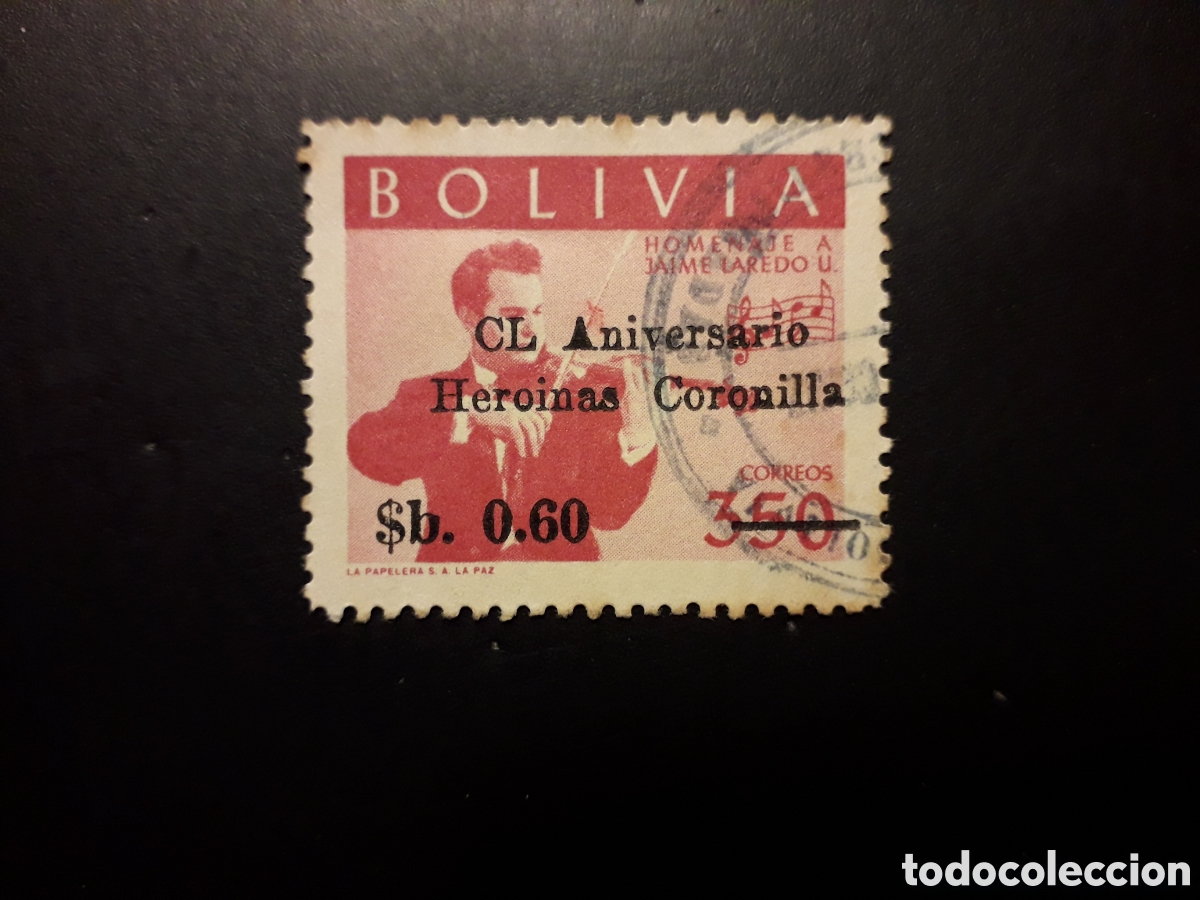 BOLIVIA
HOMENAJE A
JAIME LAREDO U.
CL Aniversario
Heroinas Coronilla
CORREOS
$b. 0.60 350
LA PAPELERA S. A. LA PAZ
todocoleccion